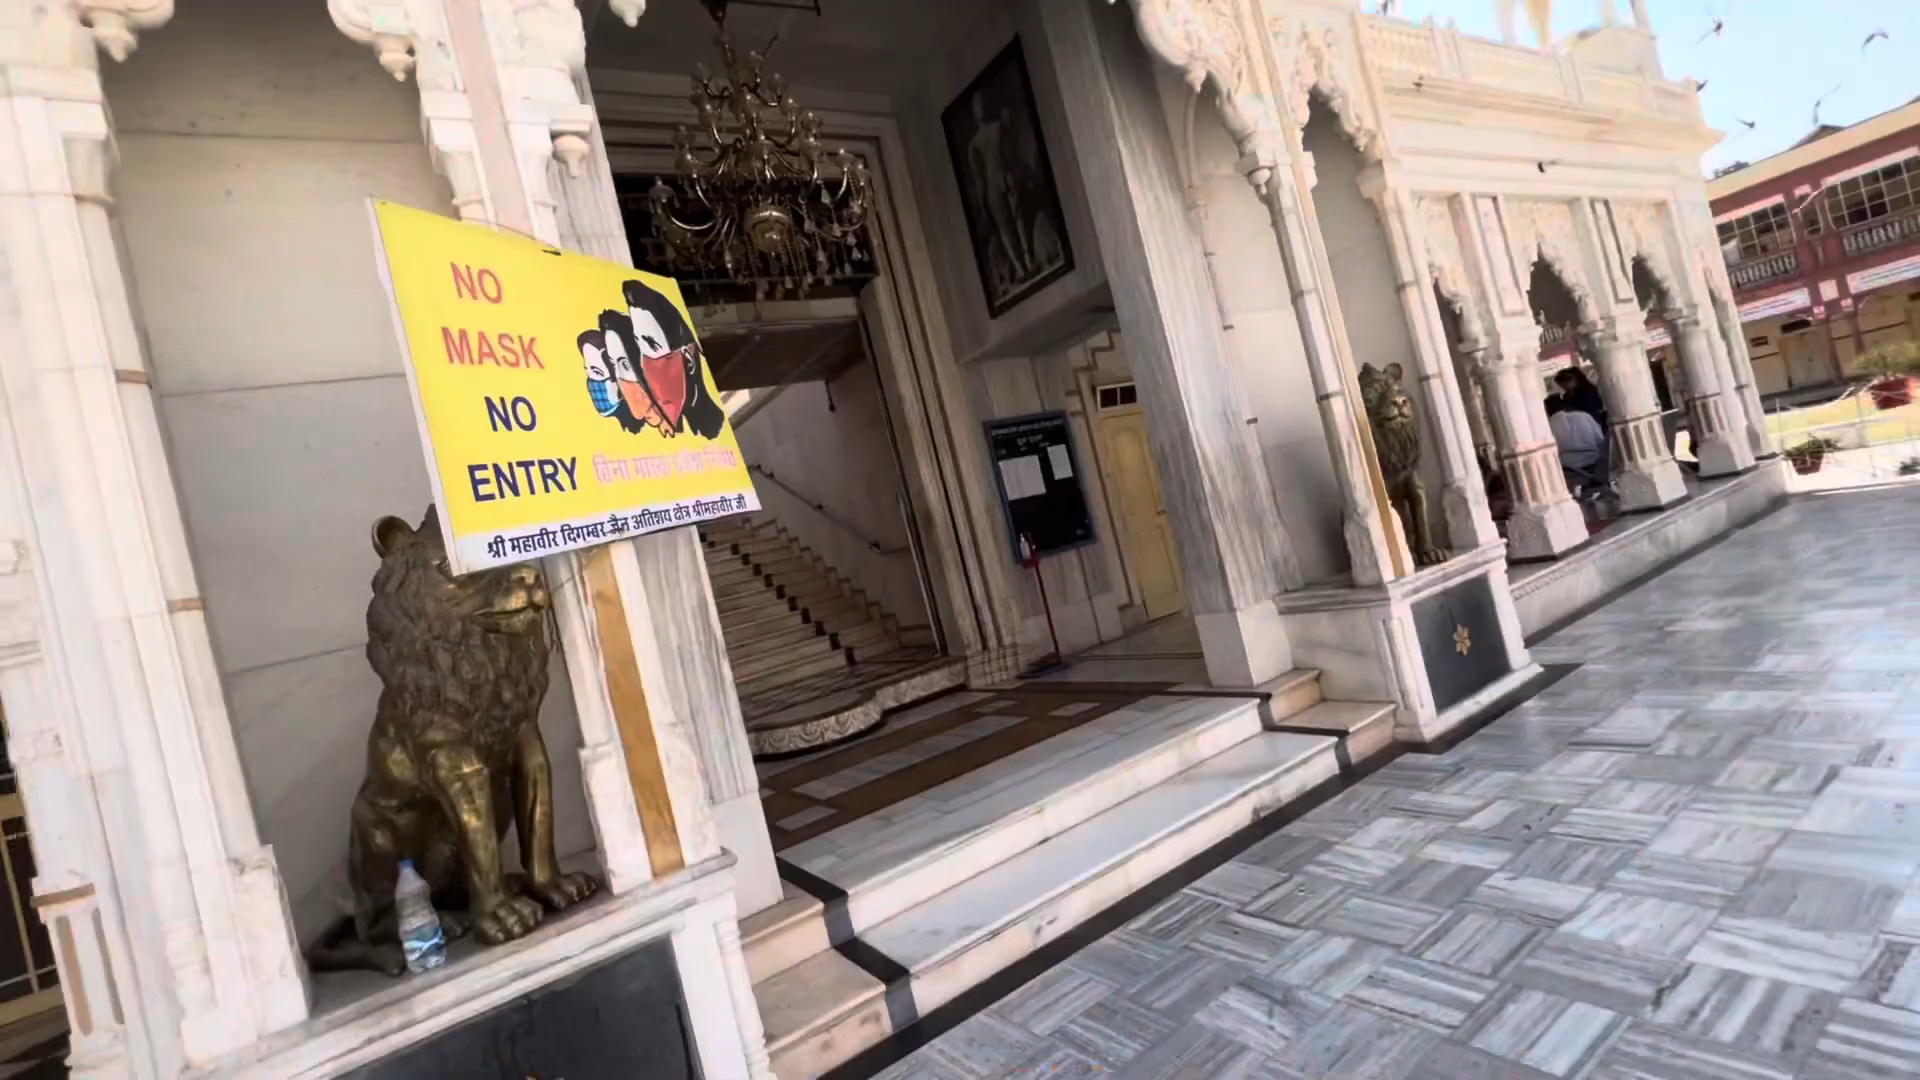 NO
MASK
NO
ENTRY
बिना मास्क प्रवेश निषेध
श्री महावीर दिगम्बर जैन अतिशय क्षेत्र श्रीमहावीर जी